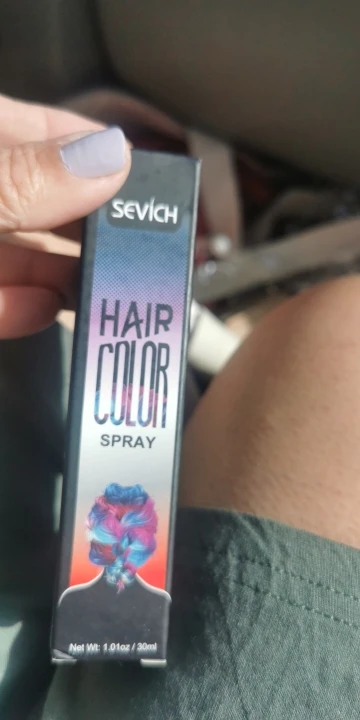 SEVICH
HAIR
COLOR
SPRAY
Net Wt: 1.01oz / 30ml